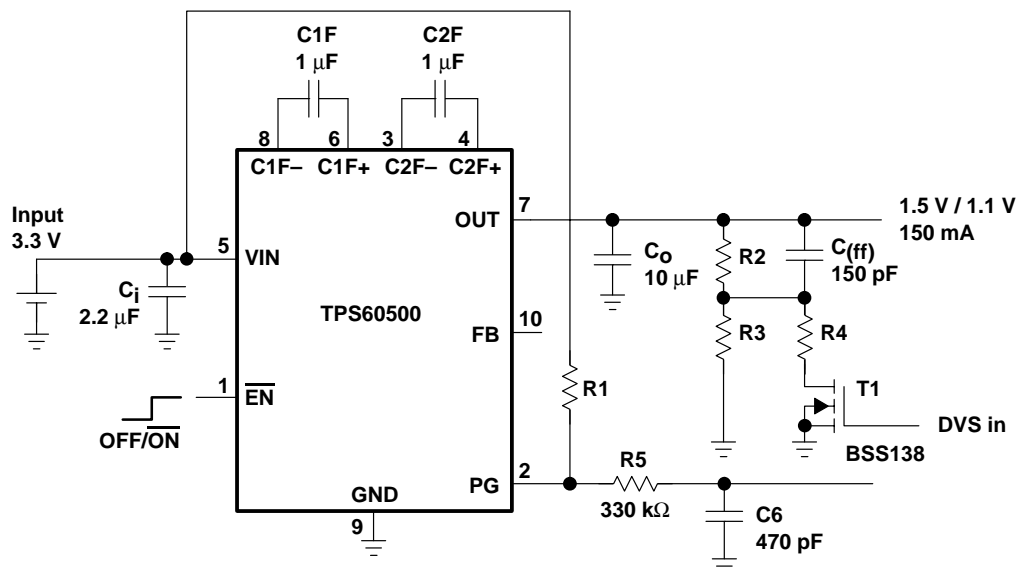 C1F
1 μF
C2F
1 μF
8
6
3
4
C1F–
C1F+
C2F–
C2F+
Input
3.3 V
5
VIN
OUT
7
1.5 V / 1.1 V
150 mA
Ci
2.2 μF
TPS60500
Co
10 μF
R2
C(ff)
150 pF
FB
10
R3
R4
1
EN
OFF/ON
R1
T1
DVS in
BSS138
PG
2
R5
330 kΩ
GND
9
C6
470 pF